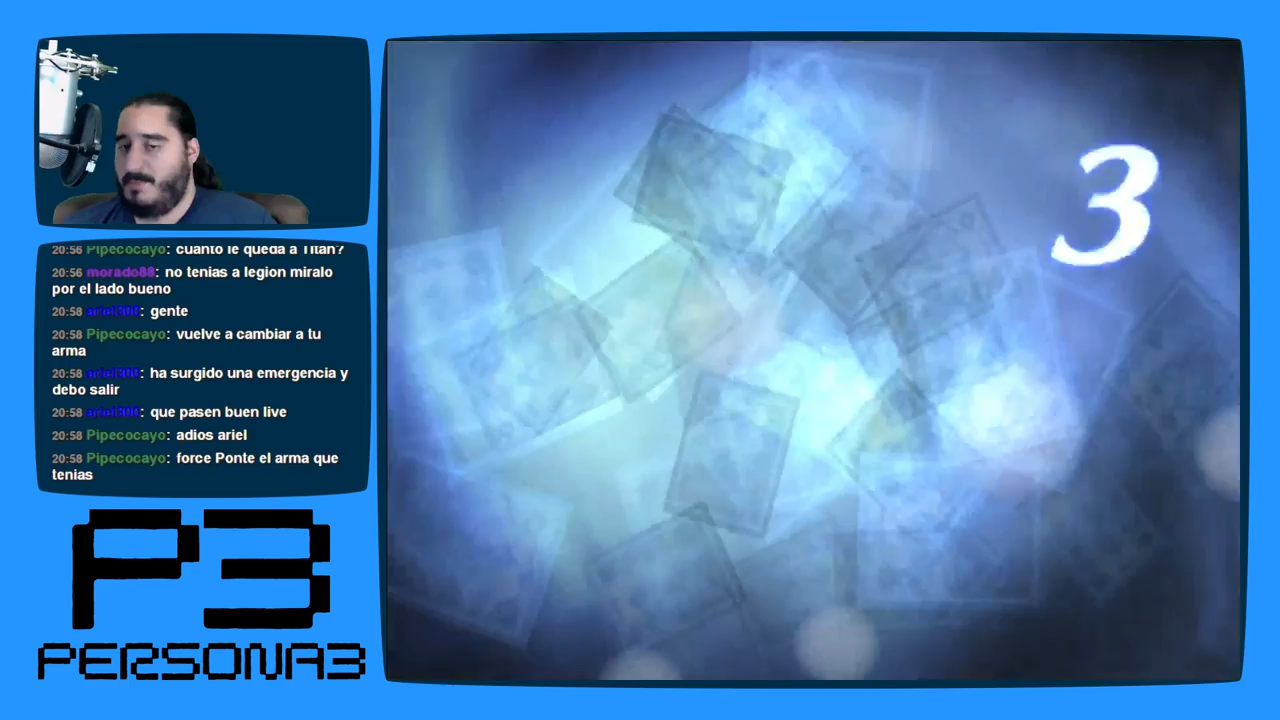 20:56 Pipecocayo: cuanto le queda a Titan?
20:56 morado88: no tenias a legion miralo
por el lado bueno
20:58 gente
20:58 Pipecocayo: vuelve a cambiar a tu
arma
20:58 ha surgido una emergencia y
debo salir
20:58 que pasen buen live
20:58 Pipecocayo: adios ariel
20:58 Pipecocayo: force Ponte el arma que
tenias
P3
PERSONA3
3